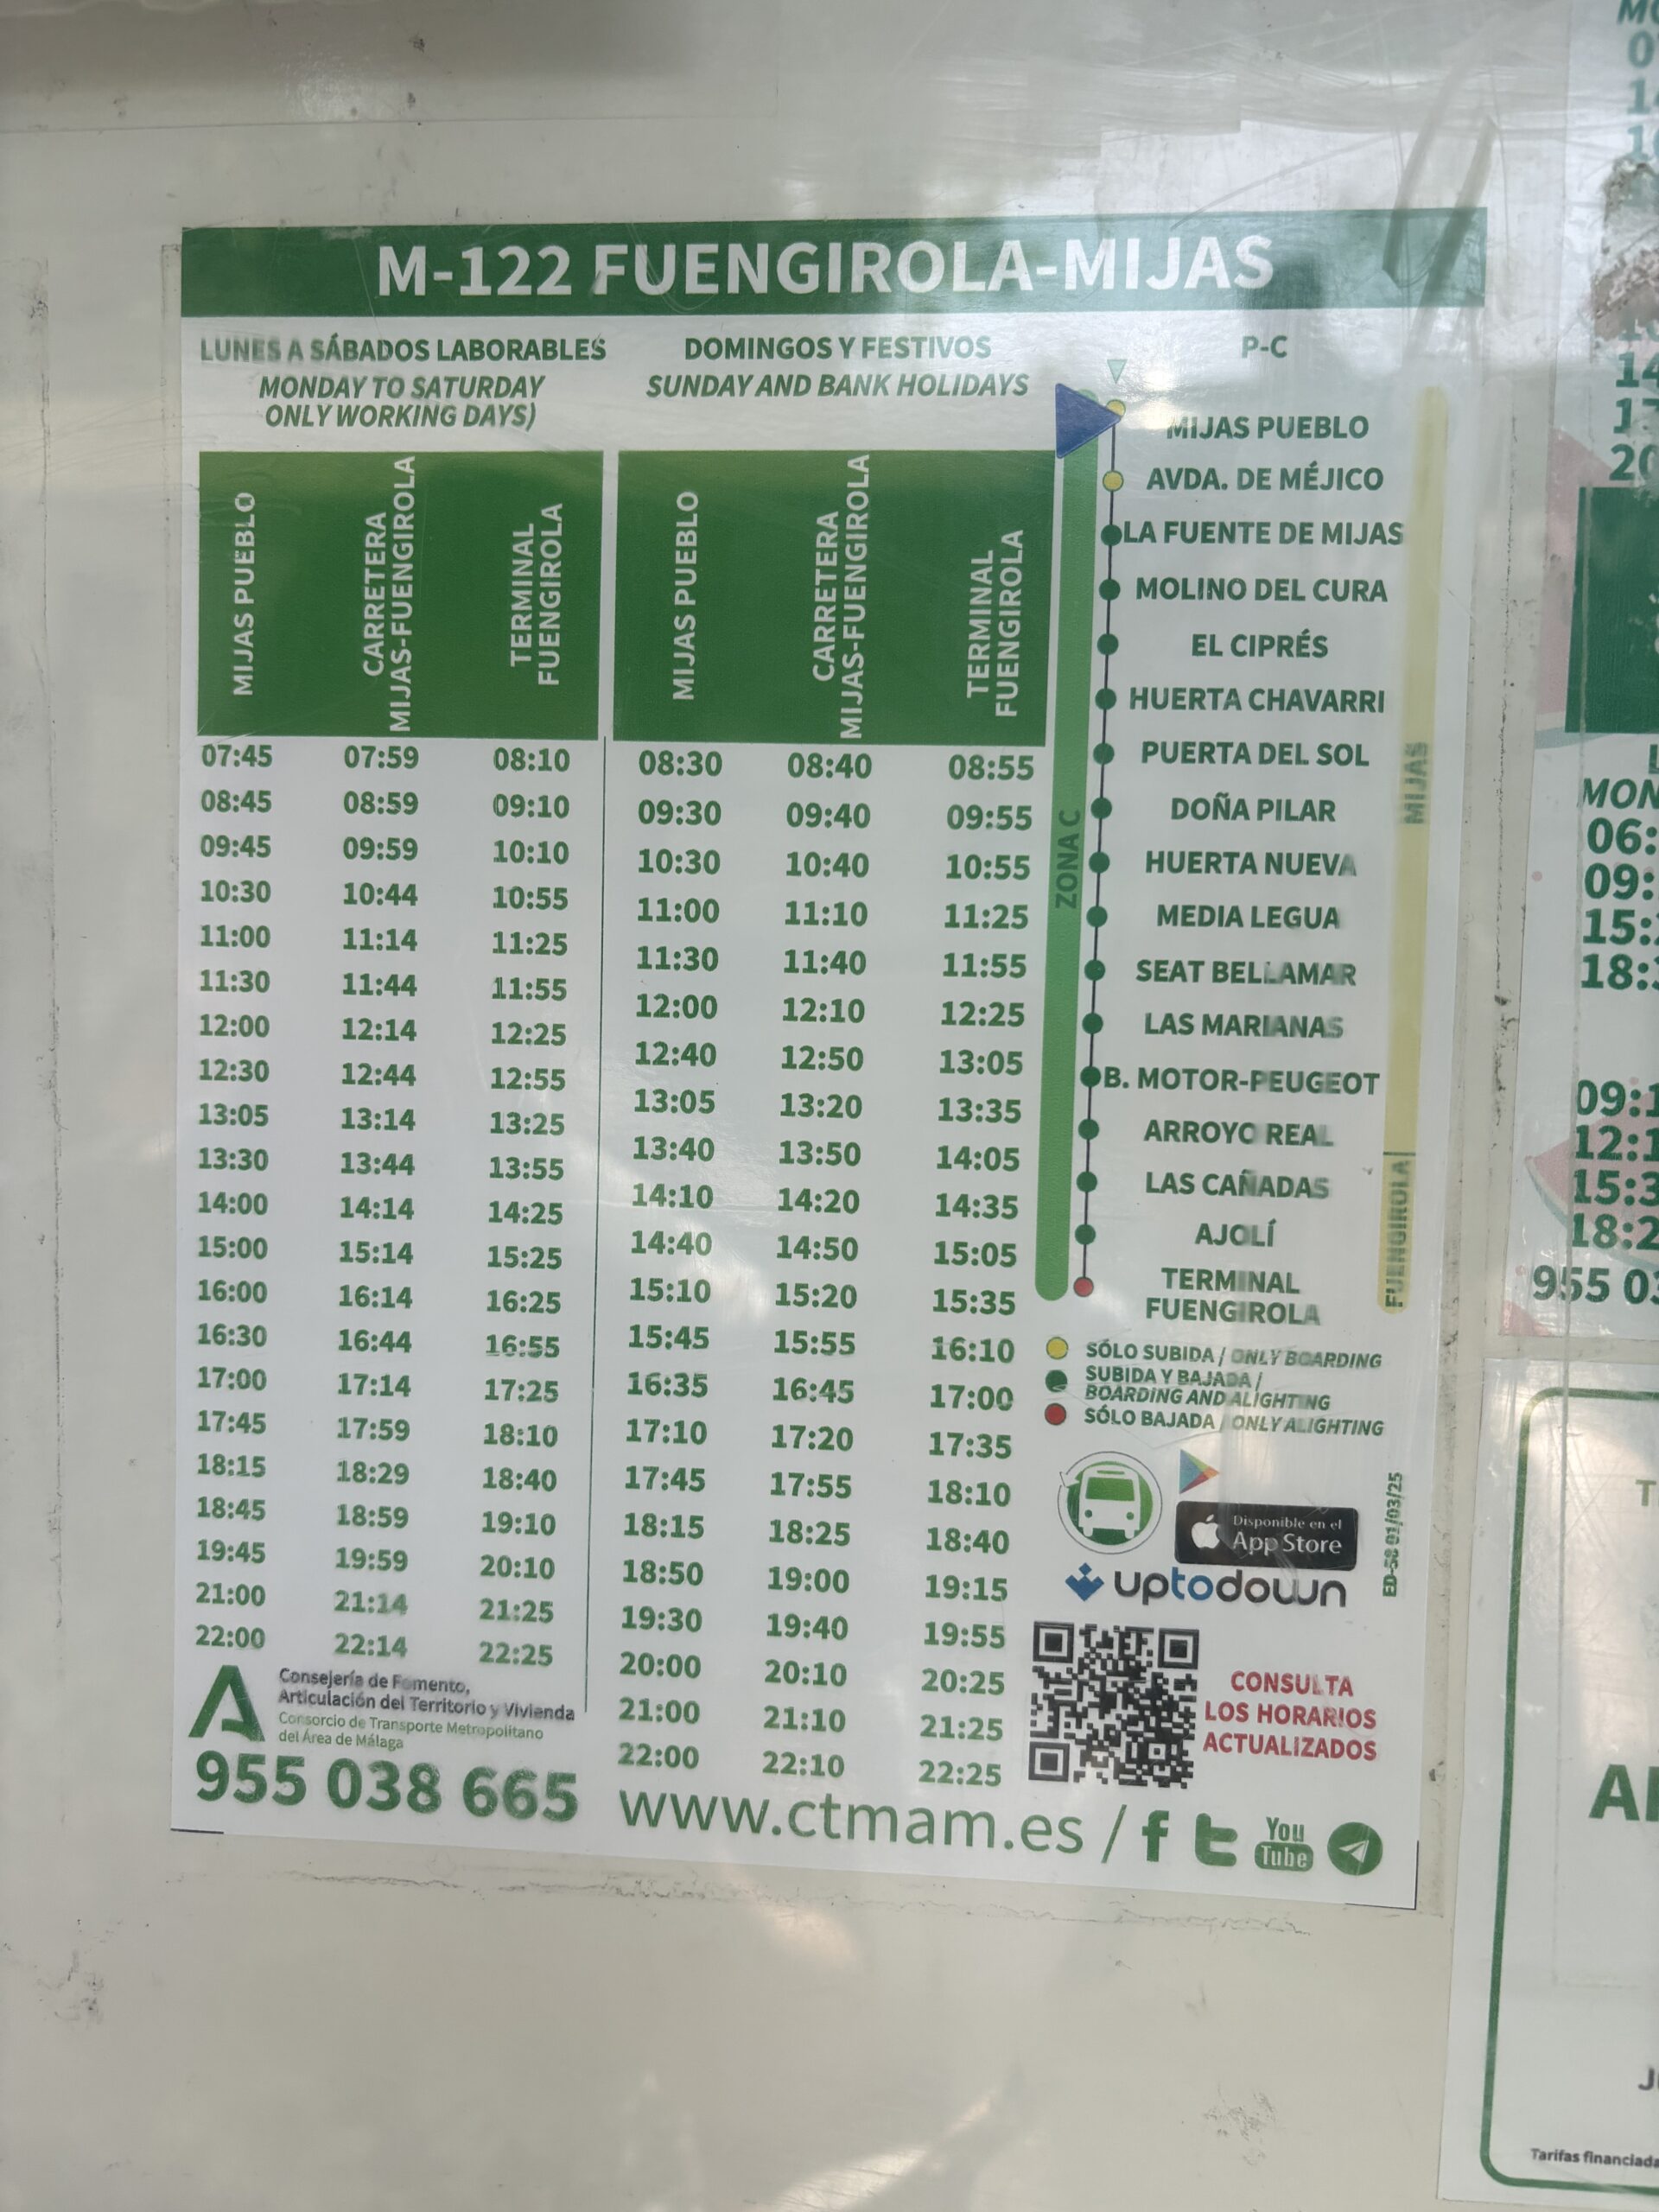 M-122 FUENGIROLA-MIJAS
LUNES A SÁBADOS LABORABLES
MONDAY TO SATURDAY
ONLY WORKING DAYS)
DOMINGOS Y FESTIVOS
SUNDAY AND BANK HOLIDAYS
MIJAS PUEBLO
CARRETERA
MIJAS-FUENGIROLA
TERMINAL
FUENGIROLA
07:45 07:59 08:10
08:45 08:59 09:10
09:45 09:59 10:10
10:30 10:44 10:55
11:00 11:14 11:25
11:30 11:44 11:55
12:00 12:14 12:25
12:30 12:44 12:55
13:05 13:14 13:25
13:30 13:44 13:55
14:00 14:14 14:25
15:00 15:14 15:25
16:00 16:14 16:25
16:30 16:44 16:55
17:00 17:14 17:25
17:45 17:59 18:10
18:15 18:29 18:40
18:45 18:59 19:10
19:45 19:59 20:10
21:00 21:14 21:25
22:00 22:14 22:25
MIJAS PUEBLO
CARRETERA
MIJAS-FUENGIROLA
TERMINAL
FUENGIROLA
08:30 08:40 08:55
09:30 09:40 09:55
10:30 10:40 10:55
11:00 11:10 11:25
11:30 11:40 11:55
12:00 12:10 12:25
12:40 12:50 13:05
13:05 13:20 13:35
13:40 13:50 14:05
14:10 14:20 14:35
14:40 14:50 15:05
15:10 15:20 15:35
15:45 15:55 16:10
16:35 16:45 17:00
17:10 17:20 17:35
17:45 17:55 18:10
18:15 18:25 18:40
18:50 19:00 19:15
19:30 19:40 19:55
20:00 20:10 20:25
21:00 21:10 21:25
22:00 22:10 22:25
P-C
MIJAS PUEBLO
AVDA. DE MÉJICO
LA FUENTE DE MIJAS
MOLINO DEL CURA
EL CIPRÉS
HUERTA CHAVARRI
PUERTA DEL SOL
DOÑA PILAR
HUERTA NUEVA
MEDIA LEGUA
SEAT BELLAMAR
LAS MARIANAS
B. MOTOR-PEUGEOT
ARROYO REAL
LAS CAÑADAS
AJOLÍ
TERMINAL
FUENGIROLA
ZONA C
MIJAS
FUENGIROLA
SÓLO SUBIDA / ONLY BOARDING
SUBIDA Y BAJADA /
BOARDING AND ALIGHTING
SÓLO BAJADA / ONLY ALIGHTING
Disponible en el
App Store
uptodown
ED-58 01/03/25
CONSULTA
LOS HORARIOS
ACTUALIZADOS
Consejería de Fomento,
Articulación del Territorio y Vivienda
Consorcio de Transporte Metropolitano
del Área de Málaga
955 038 665
www.ctmam.es /
You
Tube
20
06:
09:
18:
09:1
12:1
15:3
18:2
955 03
Tarifas financiada